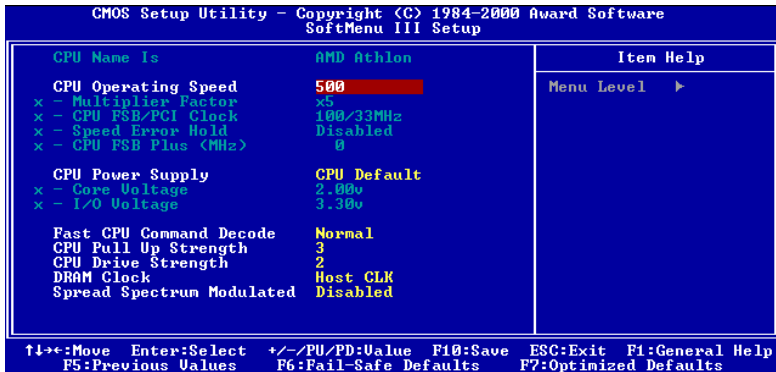 CMOS Setup Utility – Copyright (C) 1984-2000 Award Software
SoftMenu III Setup
CPU Name Is AMD Athlon
CPU Operating Speed 500
x - Multiplier Factor x5
x - CPU FSB/PCI Clock 100/33MHz
x - Speed Error Hold Disabled
x - CPU FSB Plus (MHz) 0
CPU Power Supply CPU Default
x - Core Voltage 2.00v
x - I/O Voltage 3.30v
Fast CPU Command Decode Normal
CPU Pull Up Strength 3
CPU Drive Strength 2
DRAM Clock Host CLK
Spread Spectrum Modulated Disabled
Item Help
Menu Level ►
↑↓→←:Move Enter:Select +/-/PU/PD:Value F10:Save ESC:Exit F1:General Help
F5:Previous Values F6:Fail-Safe Defaults F7:Optimized Defaults